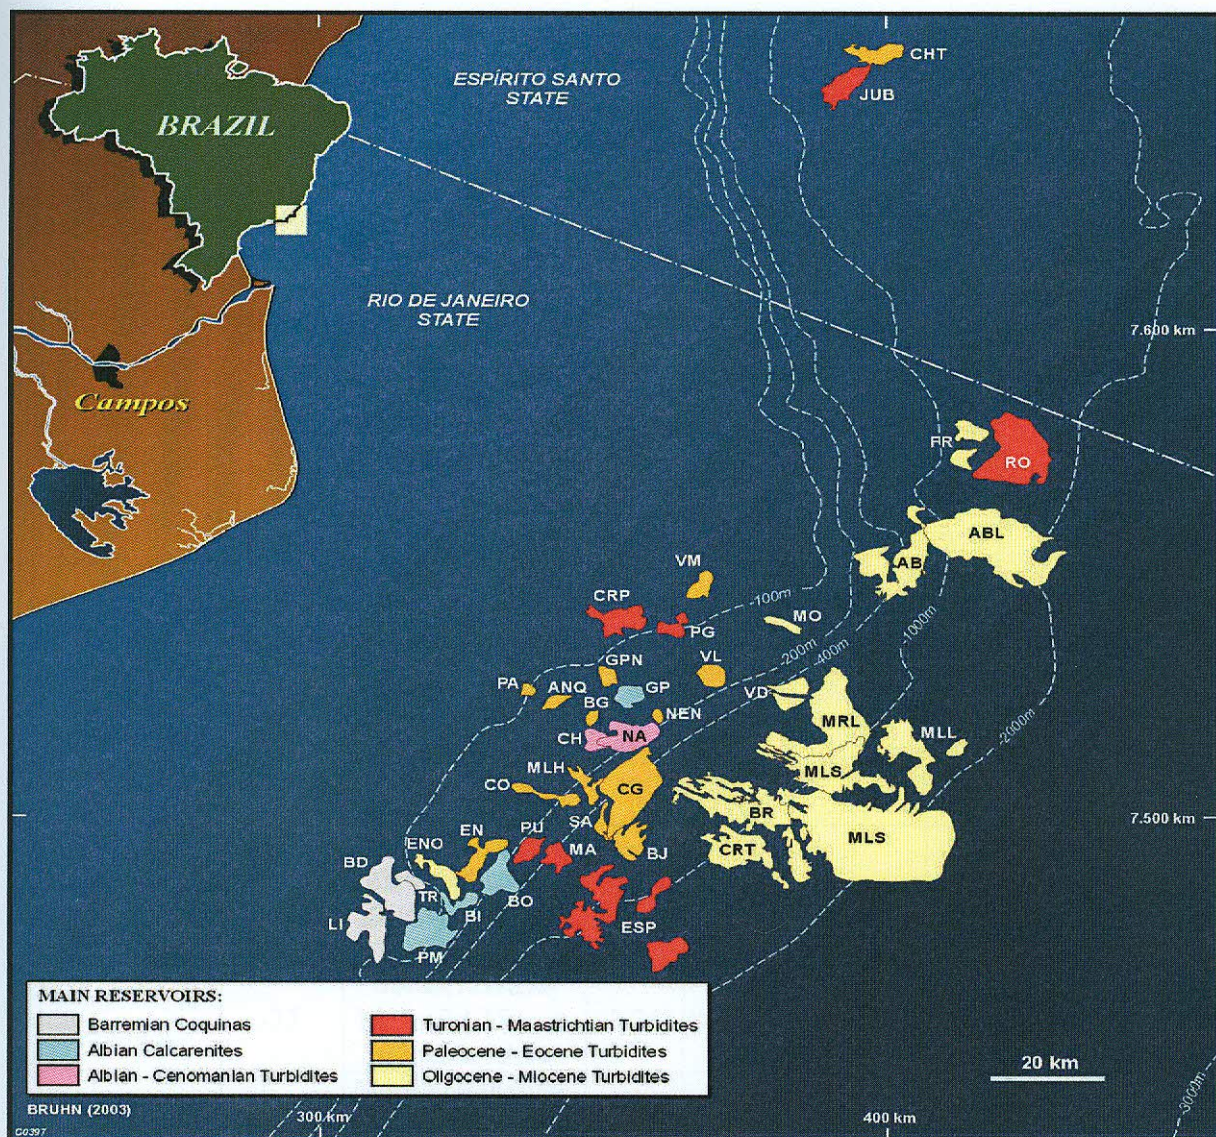 ESPÍRITO SANTO
STATE
CHT
JUB
BRAZIL
RIO DE JANEIRO
STATE
7.600 km
Campos
FR
RO
ABL
AB
VM
-100m
CRP
MO
PG
-1000m
-200m
-400m
GPN
VL
PA
ANQ
GP
VD
BG
NEN
MRL
-2000m
CH
NA
MLL
MLH
MLS
CO
CG
BR
7.500 km
SA
PU
EN
MLS
ENO
MA
BJ
CRT
BD
TR
BO
BI
LI
ESP
PM
MAIN RESERVOIRS:
Barremian Coquinas
Albian Calcarenites
Albian - Cenomanian Turbidites
Turonian - Maastrichtian Turbidites
Paleocene - Eocene Turbidites
Oligocene - Miocene Turbidites
20 km
-3000m
BRUHN (2003)
300 km
400 km
C0397